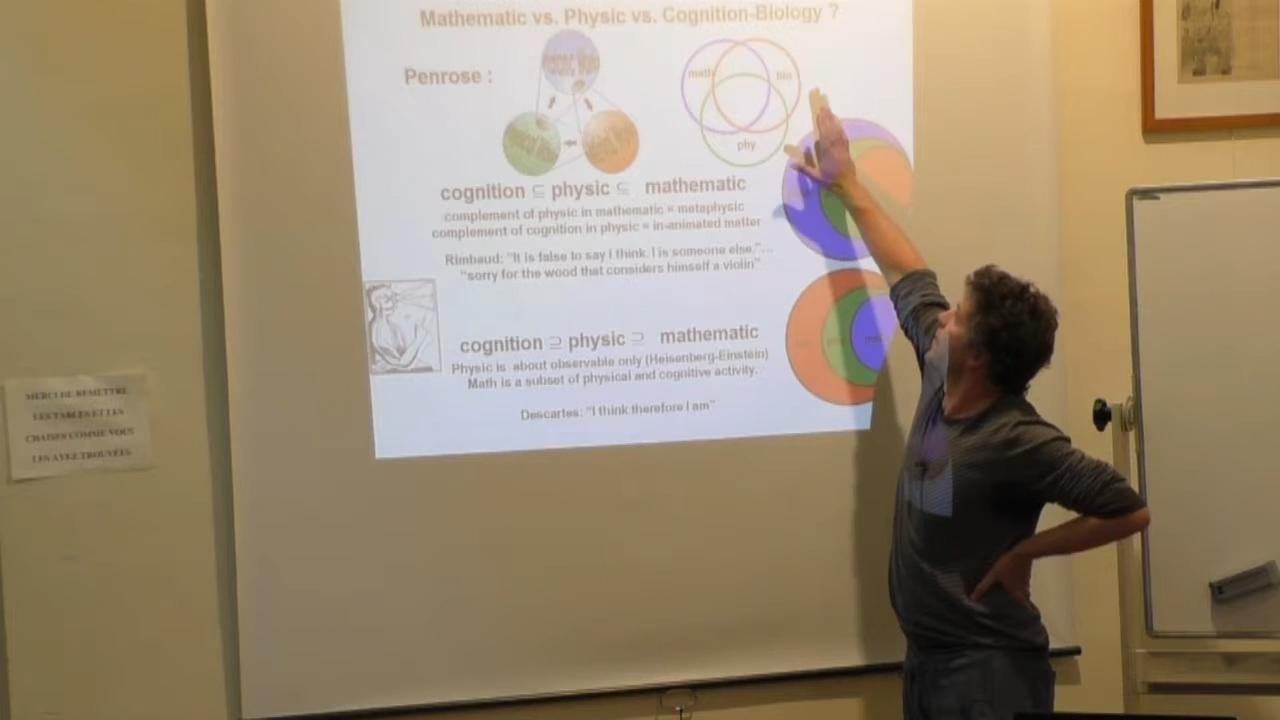 Mathematic vs. Physic vs. Cognition-Biology ?
Penrose :
math
bio
phy
cognition ⊆ physic ⊆ mathematic
complement of physic in mathematic = metaphysic
complement of cognition in physic = in-animated matter
Rimbaud: "It is false to say I think. I is someone else."...
"sorry for the wood that considers himself a violin"
cognition ⊇ physic ⊇ mathematic
Physic is about observable only (Heisenberg-Einstein)
Math is a subset of physical and cognitive activity.
Descartes: "I think therefore I am"
MERCI DE REMETTRE
LES TABLES ET LES
CHAISES COMME VOUS
LES AVEZ TROUVÉES